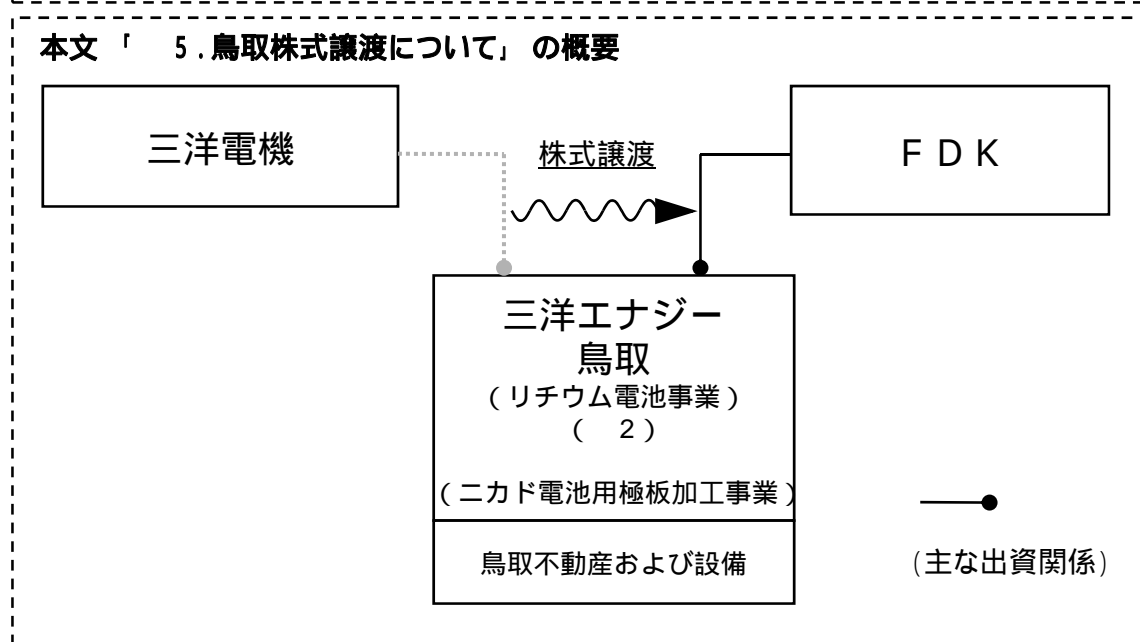 本文「　5．鳥取株式譲渡について」の概要
三洋電機
株式譲渡
ＦＤＫ
三洋エナジー
鳥取
（リチウム電池事業）
（　2）
（ニカド電池用極板加工事業）
鳥取不動産および設備
（主な出資関係）